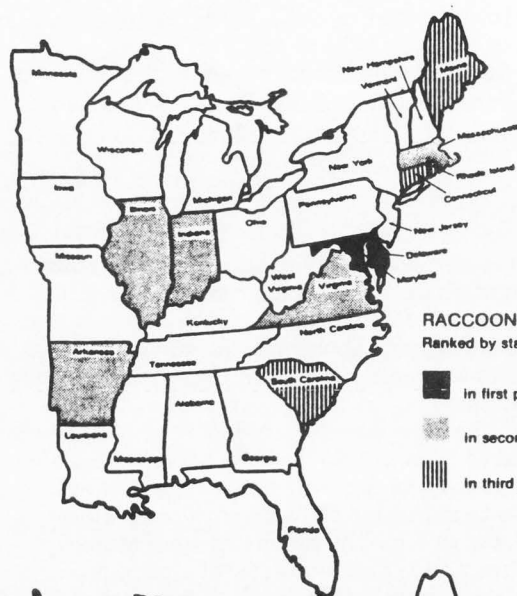 Minnesota
Wisconsin
Iowa
Michigan
Illinois
Indiana
Ohio
Missouri
Kentucky
West
Virginia
Virginia
Pennsylvania
New York
Vermont
New Hampshire
Maine
Massachuset
Rhode Island
Connecticut
New Jersey
Delaware
Maryland
North Carolina
Tennessee
South Carolina
Arkansas
Louisiana
Mississippi
Alabama
Georgia
Florida
RACCOON
Ranked by sta
in first p
in secon
in third